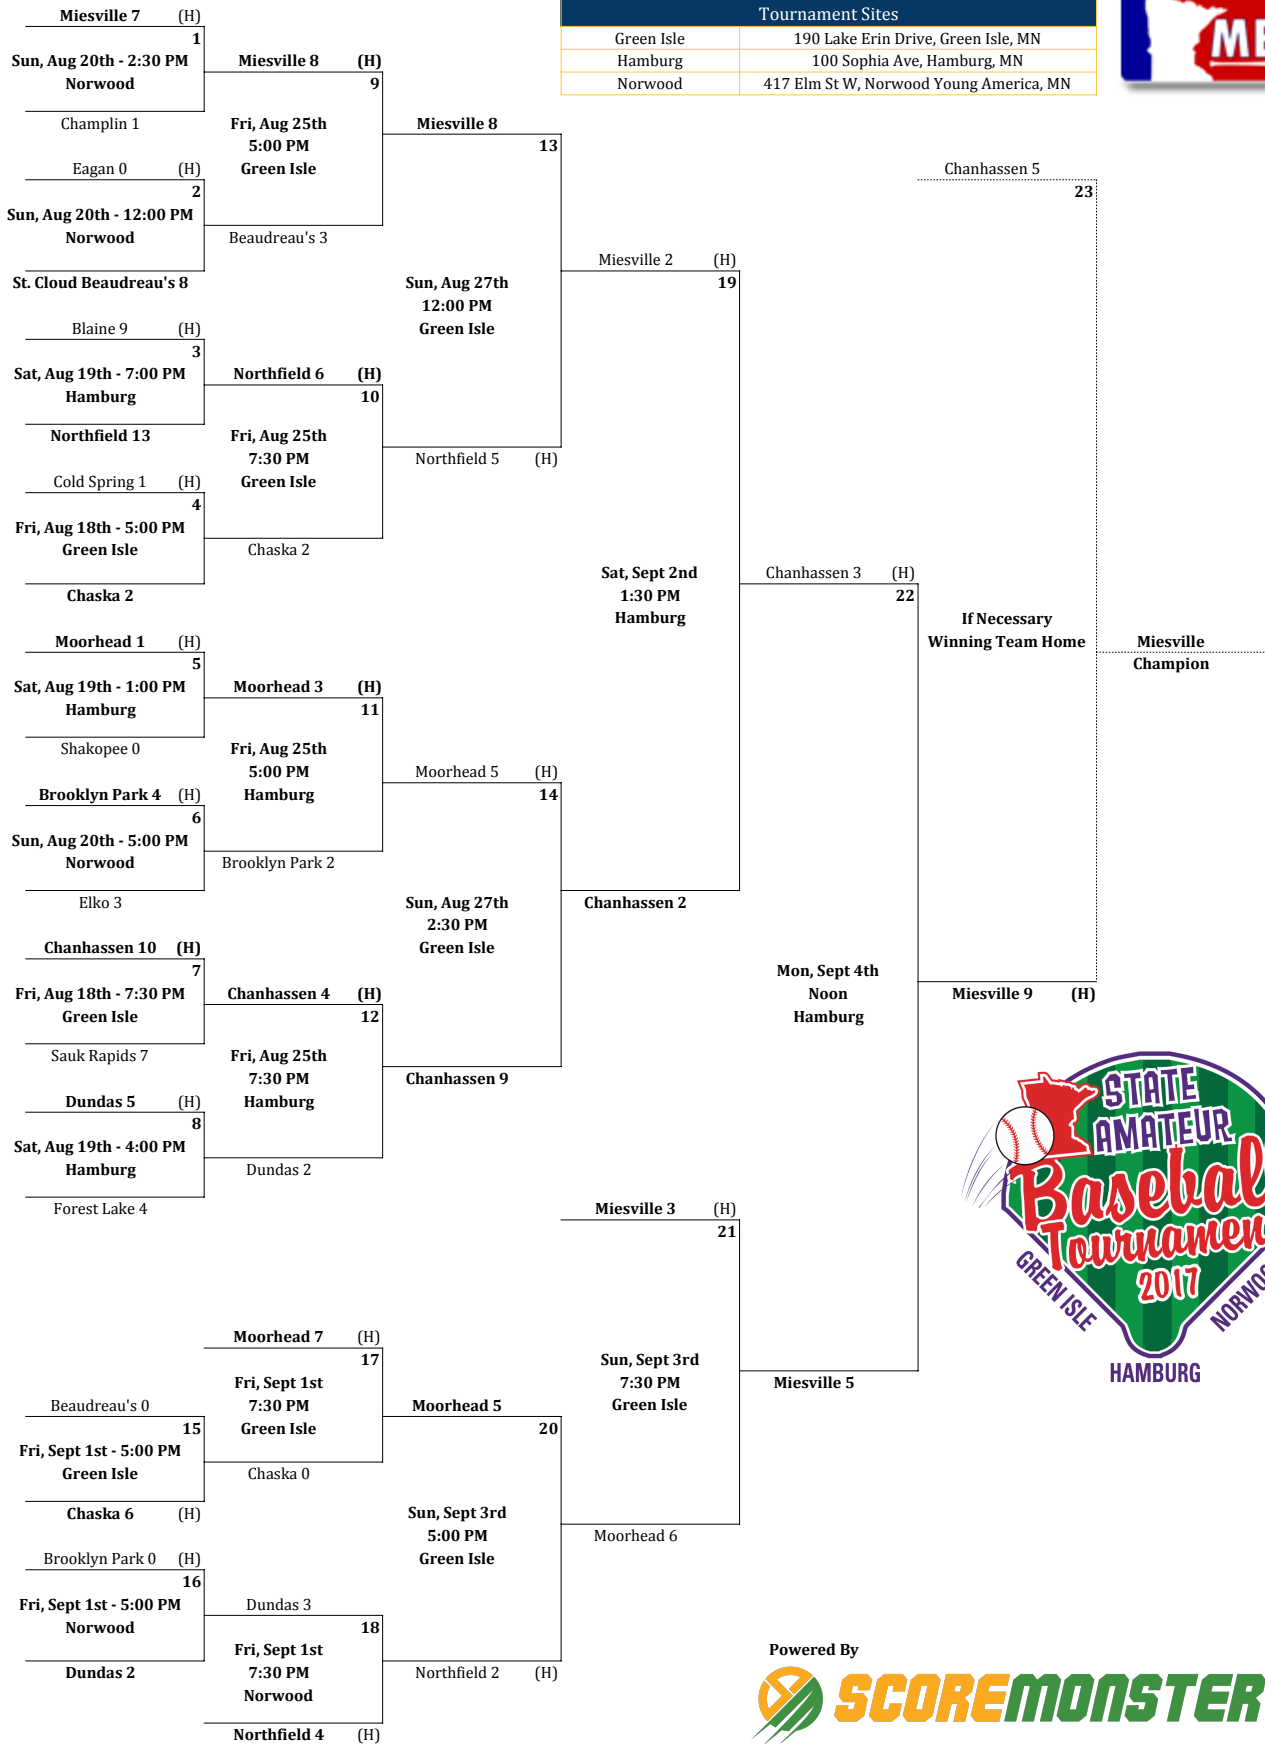 Miesville 7 (H)
1
Sun, Aug 20th - 2:30 PM
Norwood
Champlin 1
Eagan 0 (H)
2
Sun, Aug 20th - 12:00 PM
Norwood
St. Cloud Beaudreau's 8
Blaine 9 (H)
3
Sat, Aug 19th - 7:00 PM
Hamburg
Northfield 13
Cold Spring 1 (H)
4
Fri, Aug 18th - 5:00 PM
Green Isle
Chaska 2
Moorhead 1 (H)
5
Sat, Aug 19th - 1:00 PM
Hamburg
Shakopee 0
Brooklyn Park 4 (H)
6
Sun, Aug 20th - 5:00 PM
Norwood
Elko 3
Chanhassen 10 (H)
7
Fri, Aug 18th - 7:30 PM
Green Isle
Sauk Rapids 7
Dundas 5 (H)
8
Sat, Aug 19th - 4:00 PM
Hamburg
Forest Lake 4
Miesville 8 (H)
9
Fri, Aug 25th
5:00 PM
Green Isle
Beaudreau's 3
Northfield 6 (H)
10
Fri, Aug 25th
7:30 PM
Green Isle
Chaska 2
Moorhead 3 (H)
11
Fri, Aug 25th
5:00 PM
Hamburg
Brooklyn Park 2
Chanhassen 4 (H)
12
Fri, Aug 25th
7:30 PM
Hamburg
Dundas 2
Miesville 8
13
Sun, Aug 27th
12:00 PM
Green Isle
Northfield 5 (H)
Moorhead 5 (H)
14
Sun, Aug 27th
2:30 PM
Green Isle
Chanhassen 9
Miesville 2 (H)
19
Sat, Sept 2nd
1:30 PM
Hamburg
Chanhassen 2
Chanhassen 3 (H)
22
Mon, Sept 4th
Noon
Hamburg
Miesville 5
Chanhassen 5
23
If Necessary
Winning Team Home
Miesville 9 (H)
Miesville
Champion
Beaudreau's 0
15
Fri, Sept 1st - 5:00 PM
Green Isle
Chaska 6 (H)
Brooklyn Park 0 (H)
16
Fri, Sept 1st - 5:00 PM
Norwood
Dundas 2
Moorhead 7 (H)
17
Fri, Sept 1st
7:30 PM
Green Isle
Chaska 0
Dundas 3
18
Fri, Sept 1st
7:30 PM
Norwood
Northfield 4 (H)
Moorhead 5
20
Sun, Sept 3rd
5:00 PM
Green Isle
Northfield 2 (H)
Miesville 3 (H)
21
Sun, Sept 3rd
7:30 PM
Green Isle
Moorhead 6
Tournament Sites
Green Isle 190 Lake Erin Drive, Green Isle, MN
Hamburg 100 Sophia Ave, Hamburg, MN
Norwood 417 Elm St W, Norwood Young America, MN
STATE
AMATEUR
Basebal
Tournamen
2017
GREEN ISLE
NORWO
HAMBURG
Powered By
SCOREMONSTER